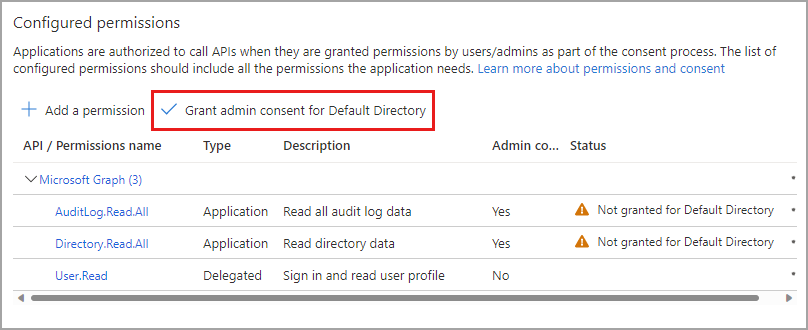 Configured permissions
Applications are authorized to call APIs when they are granted permissions by users/admins as part of the consent process. The list of
configured permissions should include all the permissions the application needs. Learn more about permissions and consent
Add a permission Grant admin consent for Default Directory
API / Permissions name Type Description Admin co... Status
Microsoft Graph (3)
AuditLog.Read.All Application Read all audit log data Yes Not granted for Default Directory
Directory.Read.All Application Read directory data Yes Not granted for Default Directory
User.Read Delegated Sign in and read user profile No